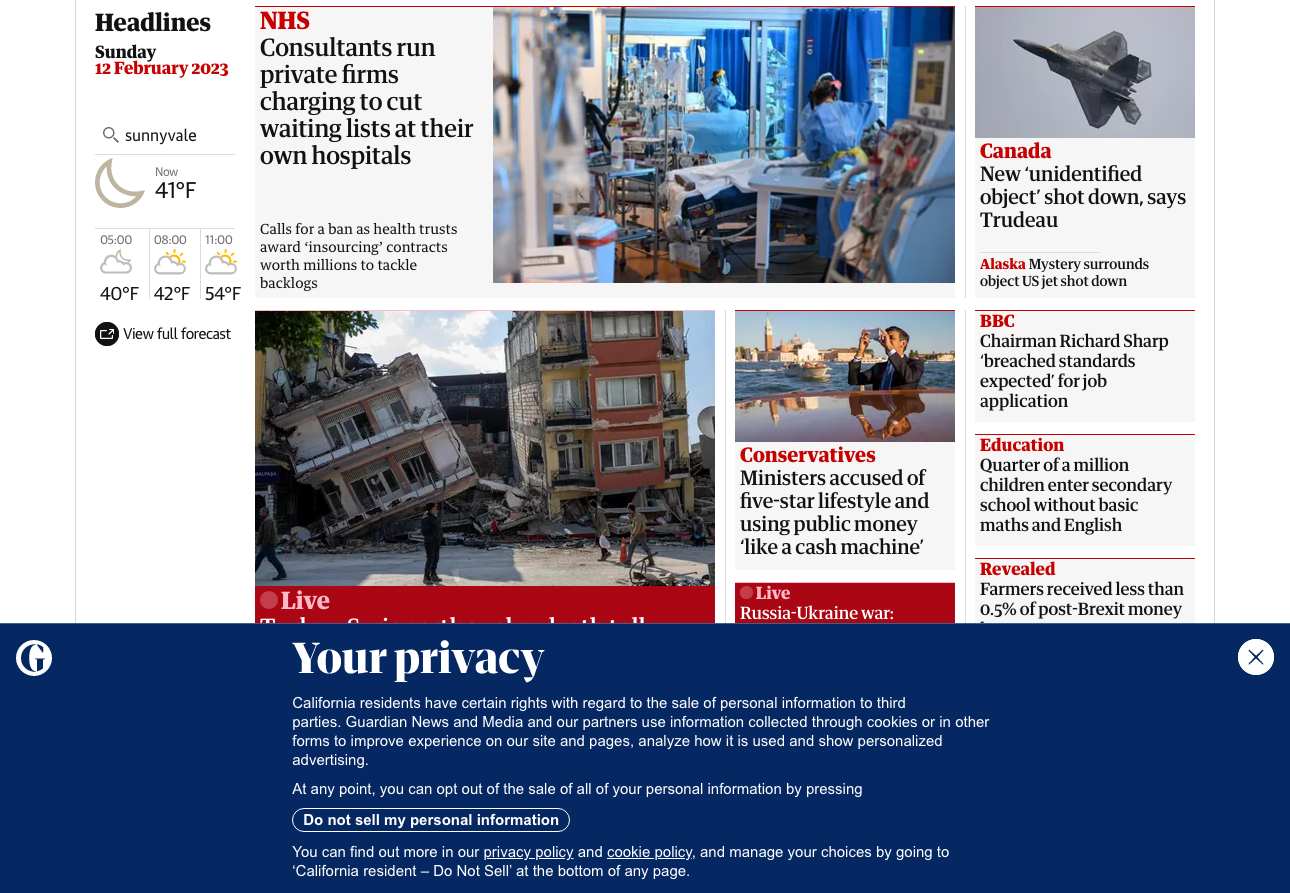 Headlines
Sunday
12 February 2023
sunnyvale
Now
41°F
05:00
08:00
11:00
40°F
42°F
54°F
View full forecast
NHS
Consultants run
private firms
charging to cut
waiting lists at their
own hospitals
Calls for a ban as health trusts
award ‘insourcing’ contracts
worth millions to tackle
backlogs
Canada
New ‘unidentified
object’ shot down, says
Trudeau
Alaska Mystery surrounds
object US jet shot down
Live
Conservatives
Ministers accused of
five-star lifestyle and
using public money
‘like a cash machine’
Live
Russia-Ukraine war:
BBC
Chairman Richard Sharp
‘breached standards
expected’ for job
application
Education
Quarter of a million
children enter secondary
school without basic
maths and English
Revealed
Farmers received less than
0.5% of post-Brexit money
G
Your privacy
California residents have certain rights with regard to the sale of personal information to third
parties. Guardian News and Media and our partners use information collected through cookies or in other
forms to improve experience on our site and pages, analyze how it is used and show personalized
advertising.
At any point, you can opt out of the sale of all of your personal information by pressing
Do not sell my personal information
You can find out more in our privacy policy and cookie policy, and manage your choices by going to
‘California resident – Do Not Sell’ at the bottom of any page.